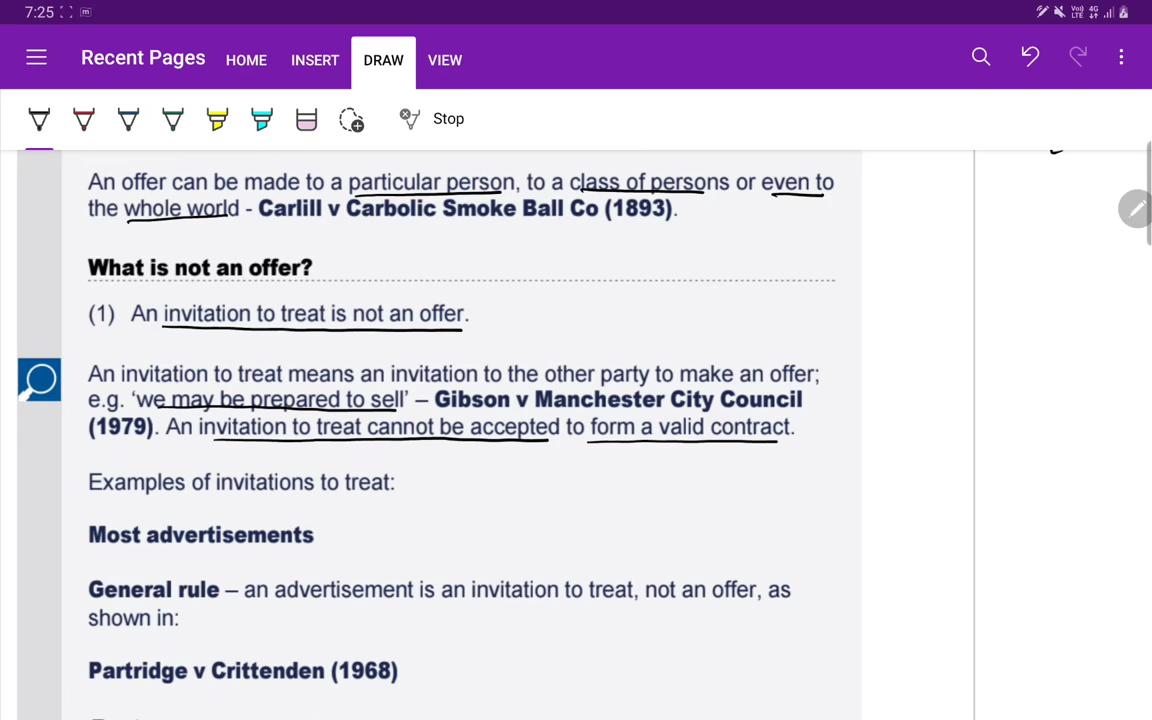 7:25
Recent Pages HOME INSERT DRAW VIEW
Stop
An offer can be made to a particular person, to a class of persons or even to
the whole world - Carlill v Carbolic Smoke Ball Co (1893).
What is not an offer?
(1) An invitation to treat is not an offer.
An invitation to treat means an invitation to the other party to make an offer;
e.g. ‘we may be prepared to sell’ – Gibson v Manchester City Council
(1979). An invitation to treat cannot be accepted to form a valid contract.
Examples of invitations to treat:
Most advertisements
General rule – an advertisement is an invitation to treat, not an offer, as
shown in:
Partridge v Crittenden (1968)